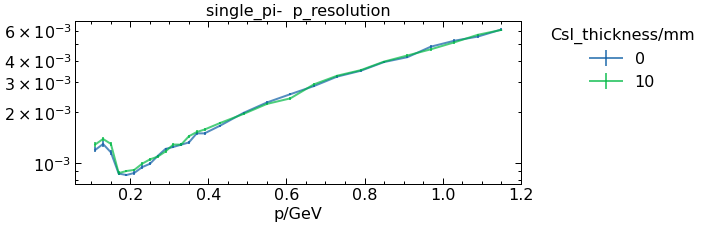 single_pi-  p_resolution
6 × 10⁻³
4 × 10⁻³
3 × 10⁻³
2 × 10⁻³
10⁻³
0.2 0.4 0.6 0.8 1.0 1.2
p/GeV
CsI_thickness/mm
0
10